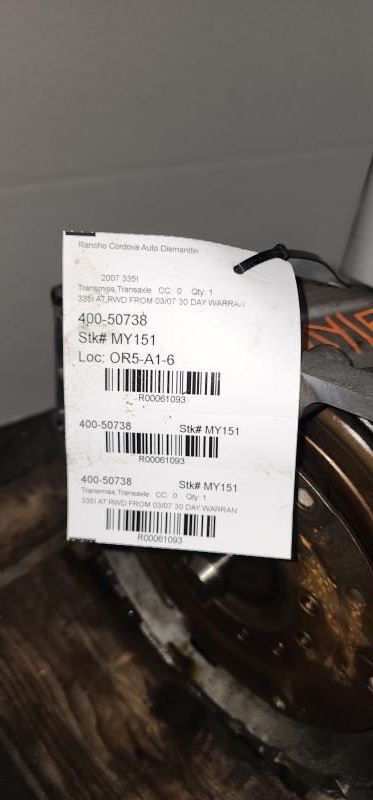 Rancho Cordova Auto Dismantlin
2007 335I
Transmiss,Transaxle CC: 0 Qty: 1
335I AT,RWD FROM 03/07 30 DAY WARRAN
400-50738
Stk# MY151
Loc: OR5-A1-6
R00061093
400-50738 Stk# MY151
R00061093
400-50738 Stk# MY151
Transmiss,Transaxle CC: 0 Qty: 1
335I AT,RWD FROM 03/07 30 DAY WARRAN
R00061093